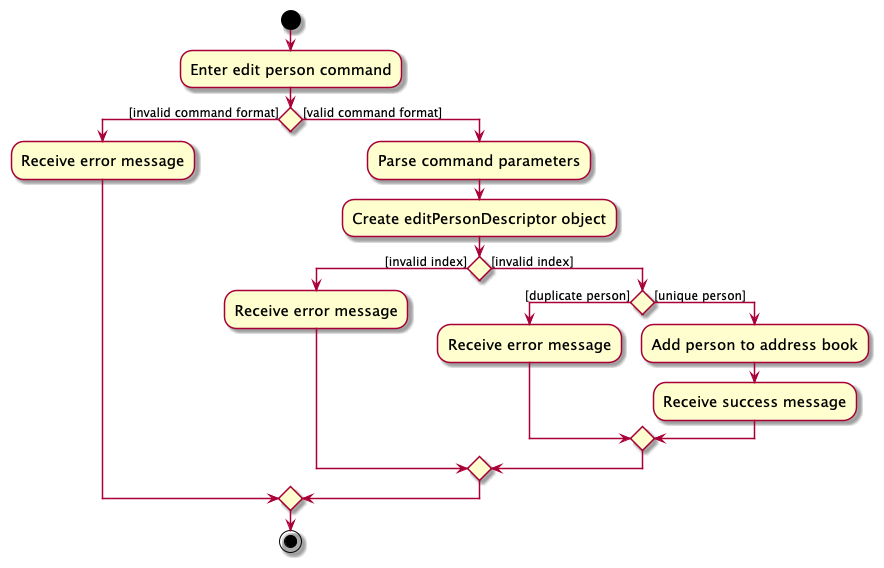 Enter edit person command
[invalid command format]
[valid command format]
Receive error message
Parse command parameters
Create editPersonDescriptor object
[invalid index]
[invalid index]
Receive error message
[duplicate person]
[unique person]
Receive error message
Add person to address book
Receive success message